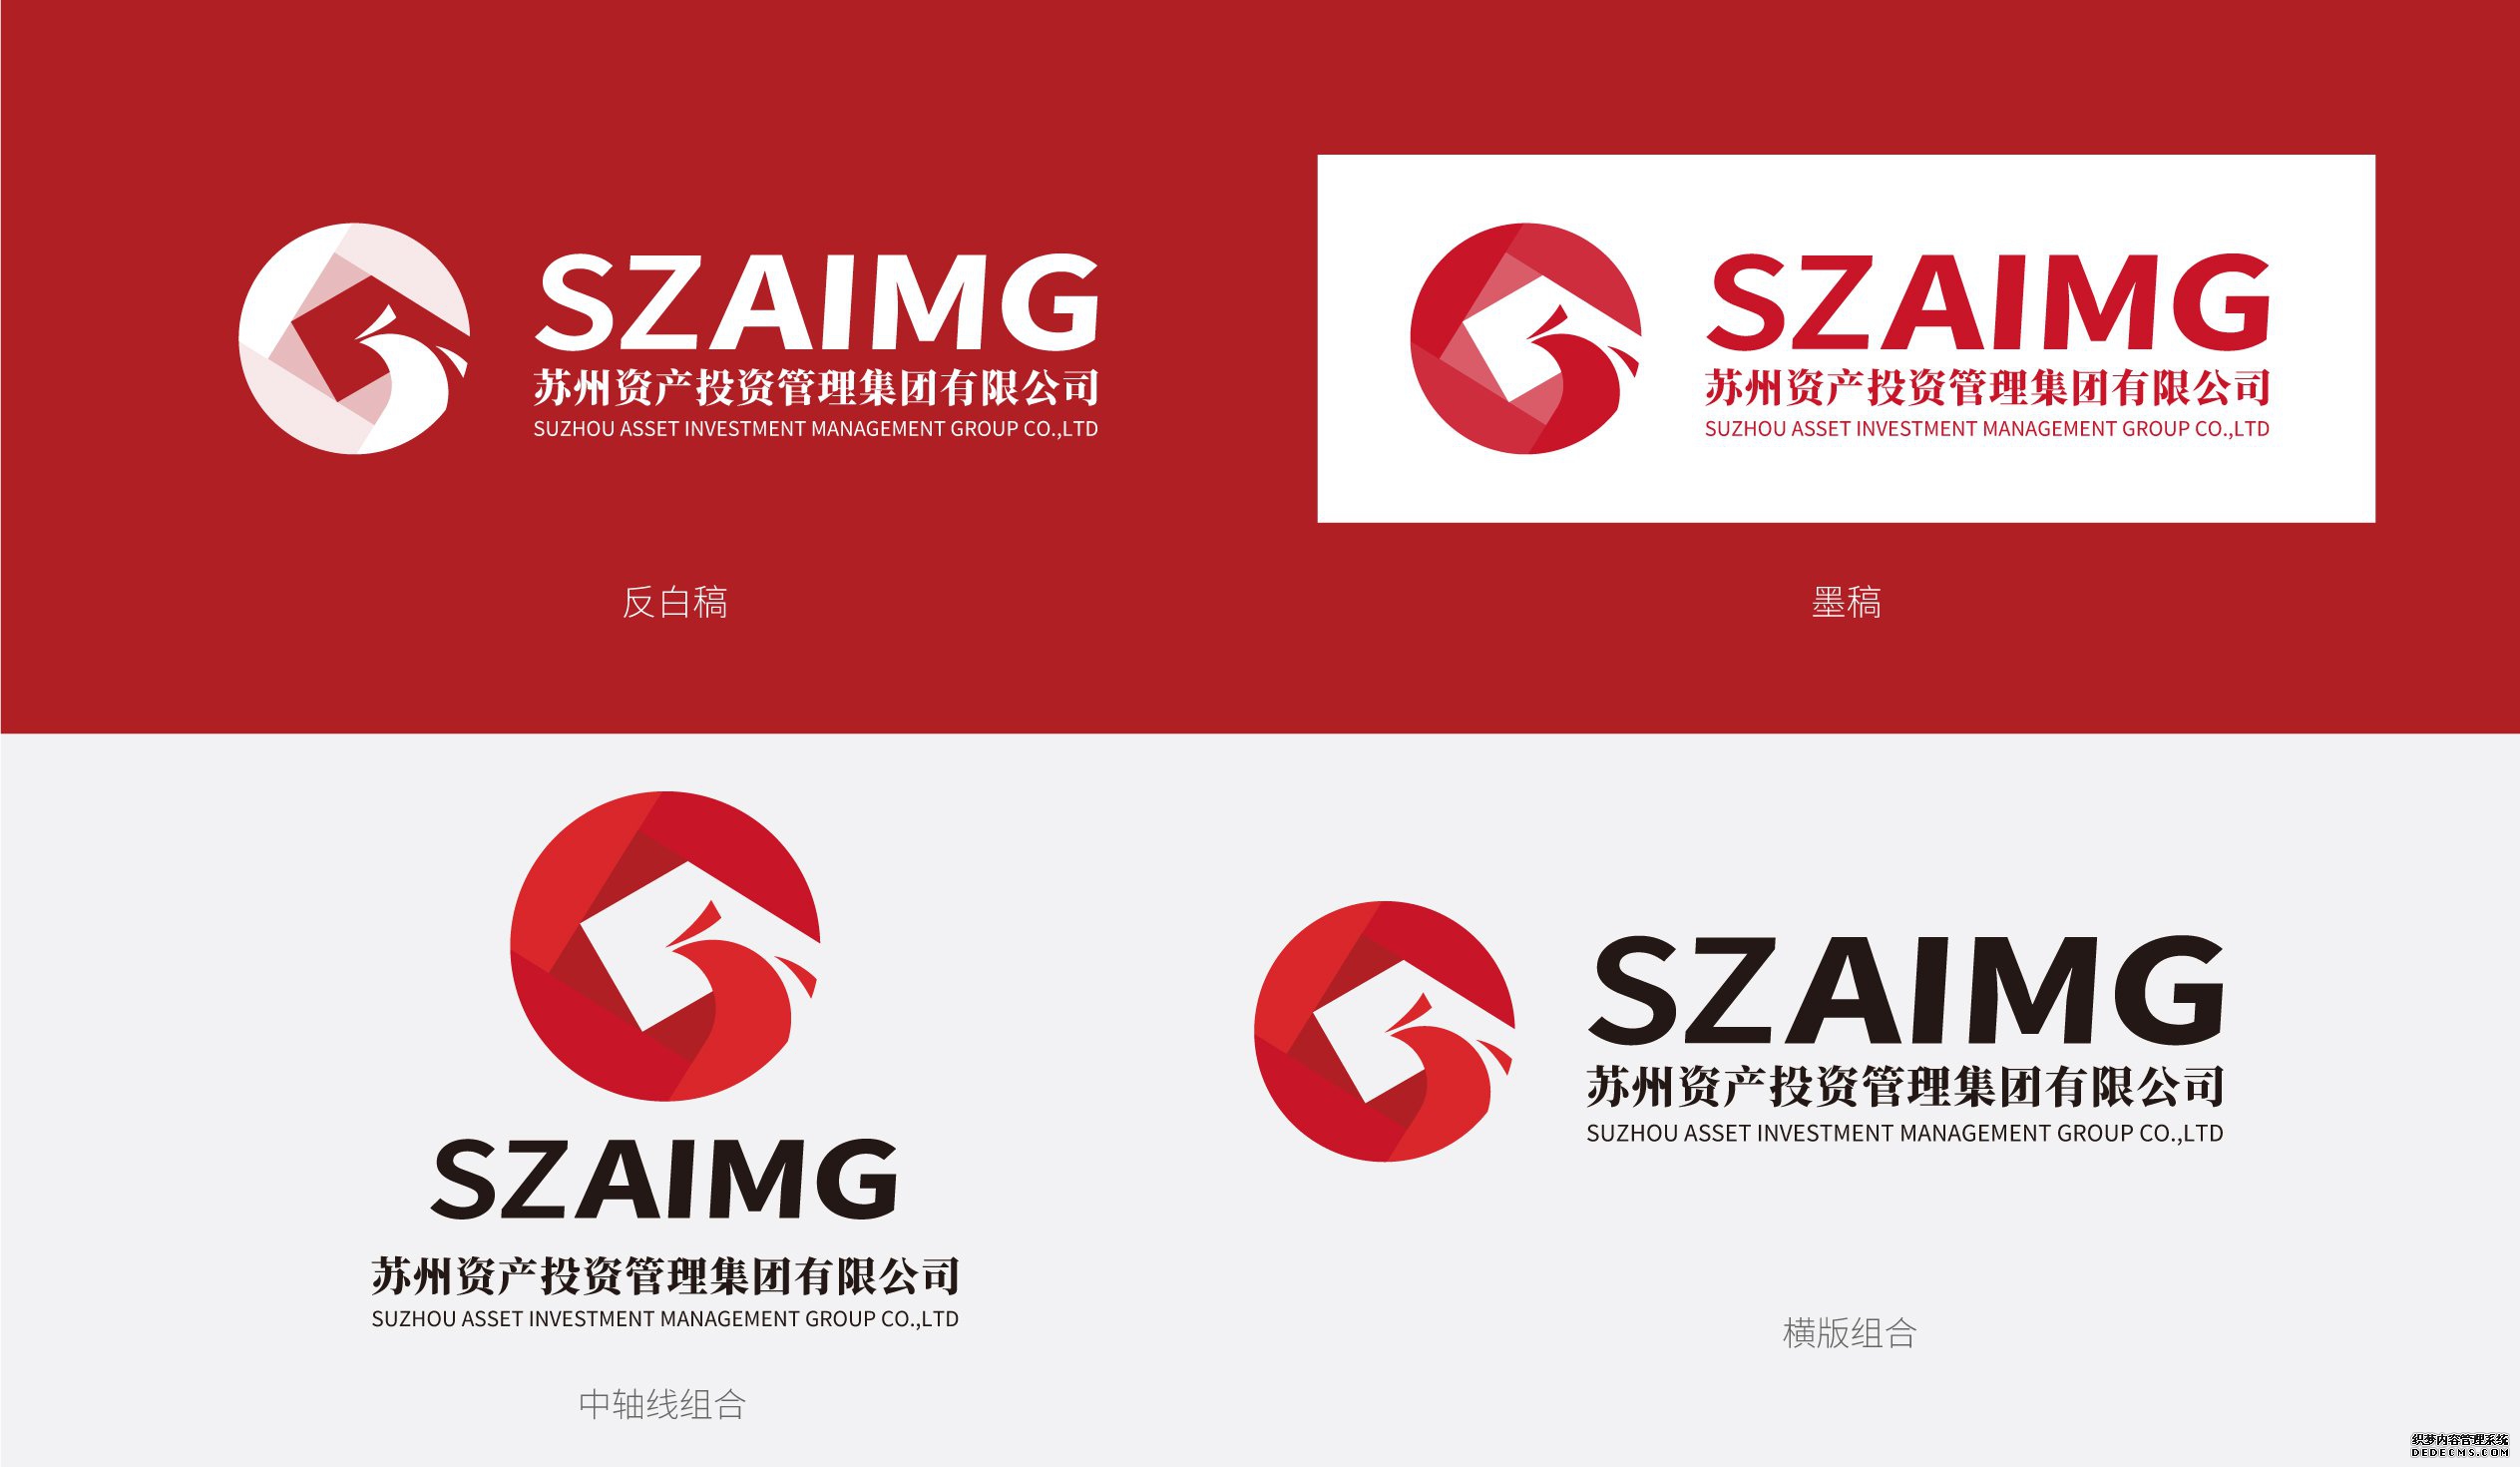 SZAIMG
苏州资产投资管理集团有限公司
SUZHOU ASSET INVESTMENT MANAGEMENT GROUP CO.,LTD
反白稿
SZAIMG
苏州资产投资管理集团有限公司
SUZHOU ASSET INVESTMENT MANAGEMENT GROUP CO.,LTD
墨稿
SZAIMG
苏州资产投资管理集团有限公司
SUZHOU ASSET INVESTMENT MANAGEMENT GROUP CO.,LTD
中轴线组合
SZAIMG
苏州资产投资管理集团有限公司
SUZHOU ASSET INVESTMENT MANAGEMENT GROUP CO.,LTD
横版组合
织梦内容管理系统
DEDECMS.COM